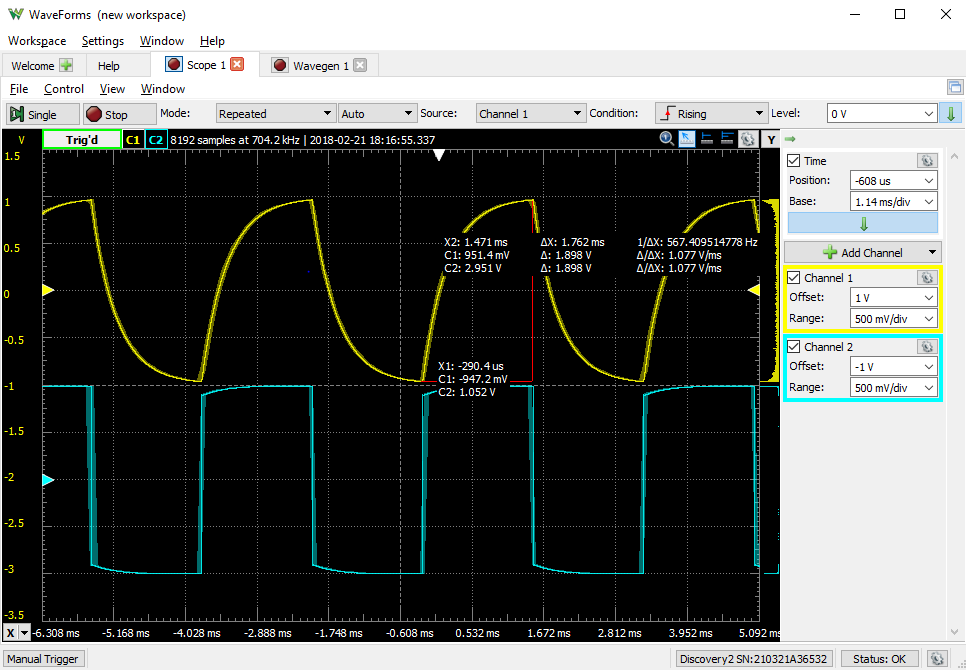 WaveForms (new workspace)
Workspace Settings Window Help
Welcome Help Scope 1 Wavegen 1
File Control View Window
Single Stop Mode: Repeated Auto Source: Channel 1 Condition: Rising Level: 0 V
V Trig'd C1 C2 8192 samples at 704.2 kHz | 2018-02-21 18:16:55.337 Y
1.5
1
0.5
0
-0.5
-1
-1.5
-2
-2.5
-3
-3.5
X2: 1.471 ms ΔX: 1.762 ms 1/ΔX: 567.409514778 Hz
C1: 951.4 mV Δ: 1.898 V Δ/ΔX: 1.077 V/ms
C2: 2.951 V Δ: 1.898 V Δ/ΔX: 1.077 V/ms
X1: -290.4 us
C1: -947.2 mV
C2: 1.052 V
X -6.308 ms -5.168 ms -4.028 ms -2.888 ms -1.748 ms -0.608 ms 0.532 ms 1.672 ms 2.812 ms 3.952 ms 5.092 ms
Time
Position: -608 us
Base: 1.14 ms/div
Add Channel
Channel 1
Offset: 1 V
Range: 500 mV/div
Channel 2
Offset: -1 V
Range: 500 mV/div
Manual Trigger Discovery2 SN:210321A36532 Status: OK